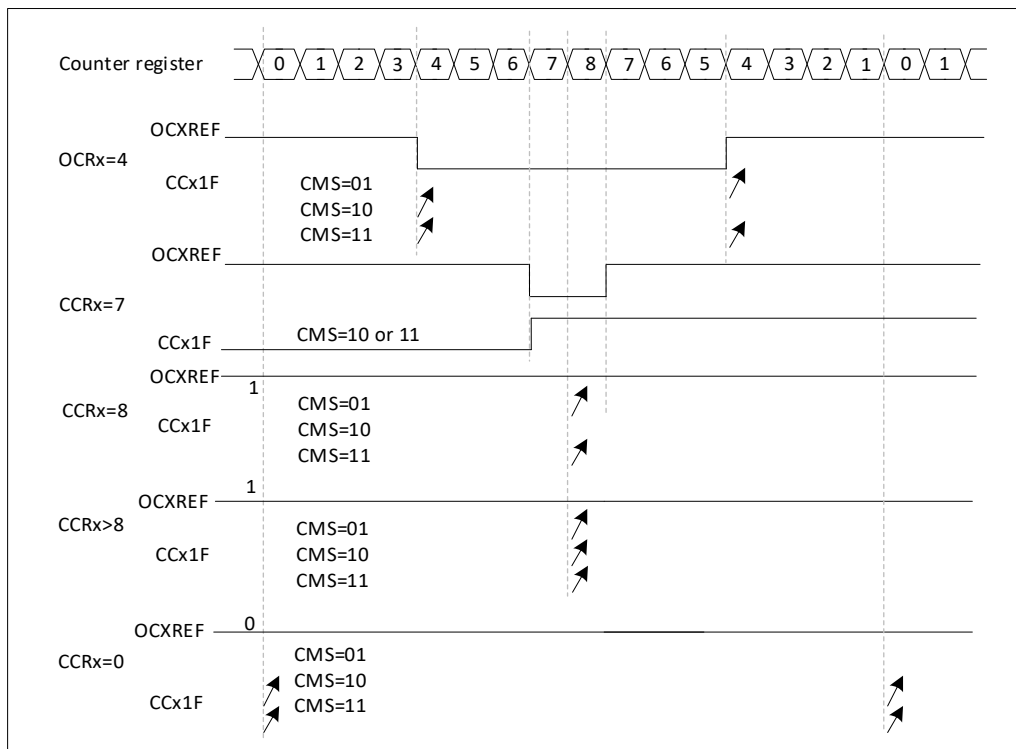 Counter register 0 1 2 3 4 5 6 7 8 7 6 5 4 3 2 1 0 1
OCXREF
OCRx=4
CCx1F
CMS=01
CMS=10
CMS=11
OCXREF
CCRx=7
CCx1F CMS=10 or 11
OCXREF
1
CCRx=8
CCx1F
CMS=01
CMS=10
CMS=11
1
OCXREF
CCRx>8
CCx1F
CMS=01
CMS=10
CMS=11
OCXREF 0
CCRx=0
CCx1F
CMS=01
CMS=10
CMS=11